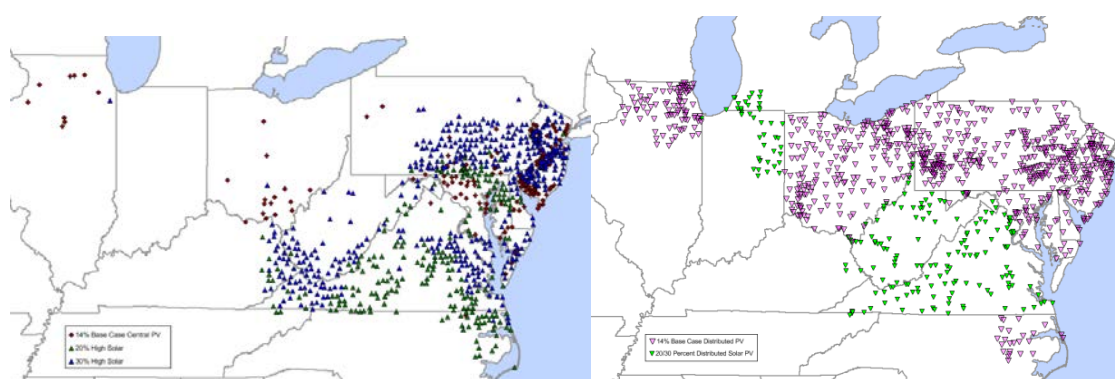 14% Base Case Central PV
20% High Solar
30% High Solar
14% Base Case Distributed PV
20/30 Percent Distributed Solar PV